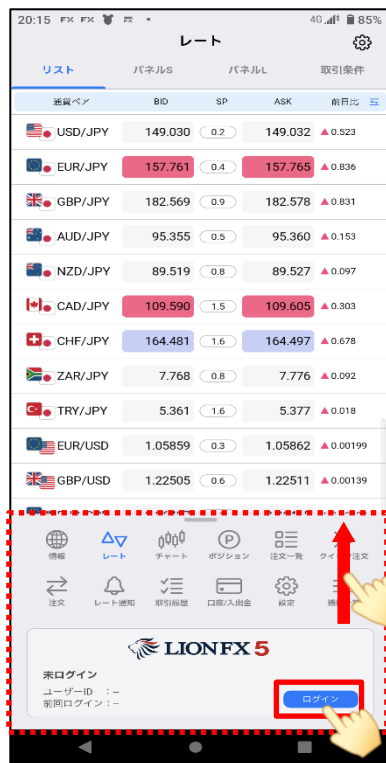 20:15 FX FX 4G 85%
レート
リスト パネルS パネルL 取引条件
通貨ペア BID SP ASK 前日比
USD/JPY 149.030 0.2 149.032 ▲0.523
EUR/JPY 157.761 0.4 157.765 ▲0.836
GBP/JPY 182.569 0.9 182.578 ▲0.831
AUD/JPY 95.355 0.5 95.360 ▲0.153
NZD/JPY 89.519 0.8 89.527 ▲0.097
CAD/JPY 109.590 1.5 109.605 ▲0.303
CHF/JPY 164.481 1.6 164.497 ▲0.678
ZAR/JPY 7.768 0.8 7.776 ▲0.092
TRY/JPY 5.361 1.6 5.377 ▲0.018
EUR/USD 1.05859 0.3 1.05862 ▲0.00199
GBP/USD 1.22505 0.6 1.22511 ▲0.00139
情報 レート チャート ポジション 注文一覧 注文
注文 レート通知 取引履歴 口座/入出金 設定
LION FX 5
未ログイン
ユーザーID ：−
前回ログイン：−
ログイン